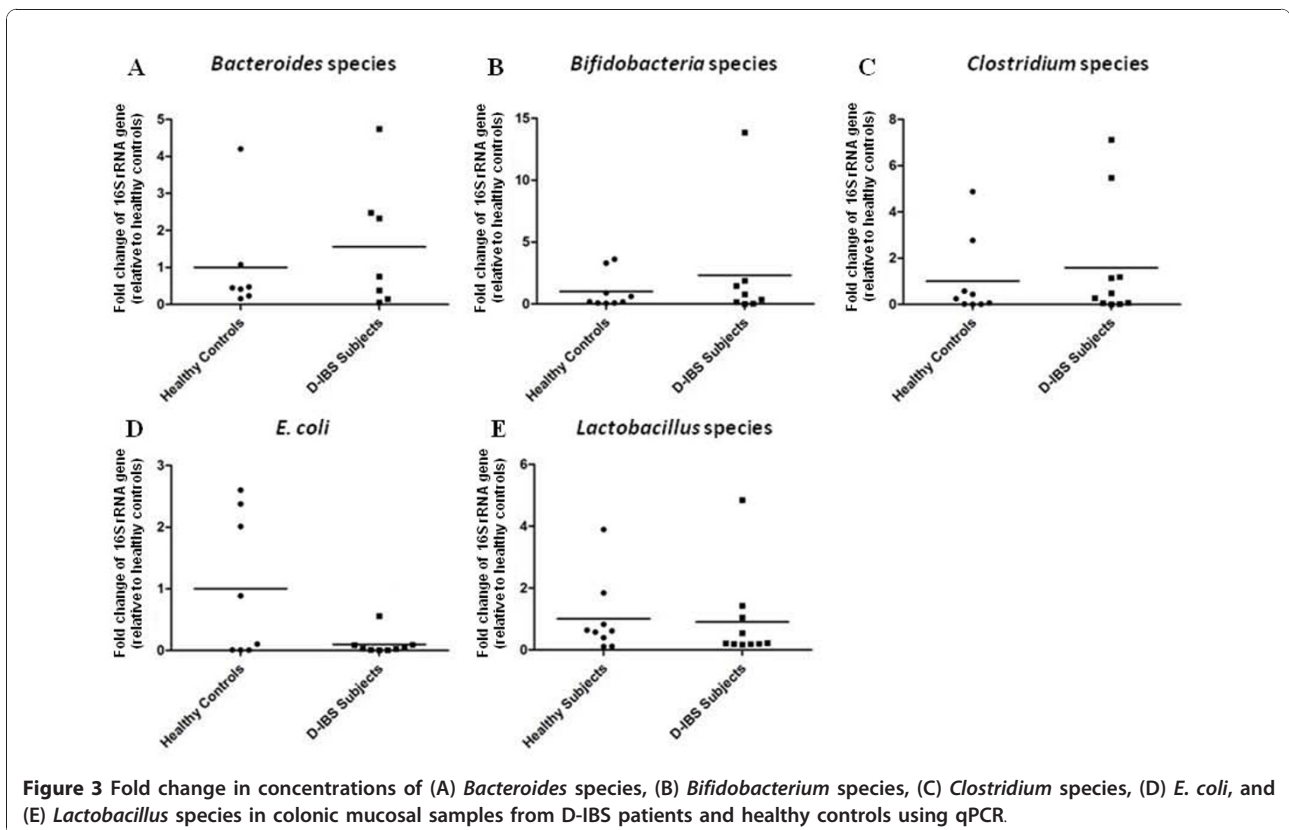 A Bacteroides species
Fold change of 16S rRNA gene
(relative to healthy controls)
5
4
3
2
1
0
Healthy Controls
D-IBS Subjects
B Bifidobacteria species
Fold change of 16S rRNA gene
(relative to healthy controls)
15
10
5
0
Healthy Controls
D-IBS Subjects
C Clostridium species
Fold change of 16S rRNA gene
(relative to healthy controls)
8
6
4
2
0
Healthy Controls
D-IBS Subjects
D E. coli
Fold change of 16S rRNA gene
(relative to healthy controls)
3
2
1
0
Healthy Controls
D-IBS Subjects
E Lactobacillus species
Fold change of 16S rRNA gene
(relative to healthy controls)
6
4
2
0
Healthy Subjects
D-IBS Subjects
Figure 3 Fold change in concentrations of (A) Bacteroides species, (B) Bifidobacterium species, (C) Clostridium species, (D) E. coli, and
(E) Lactobacillus species in colonic mucosal samples from D-IBS patients and healthy controls using qPCR.